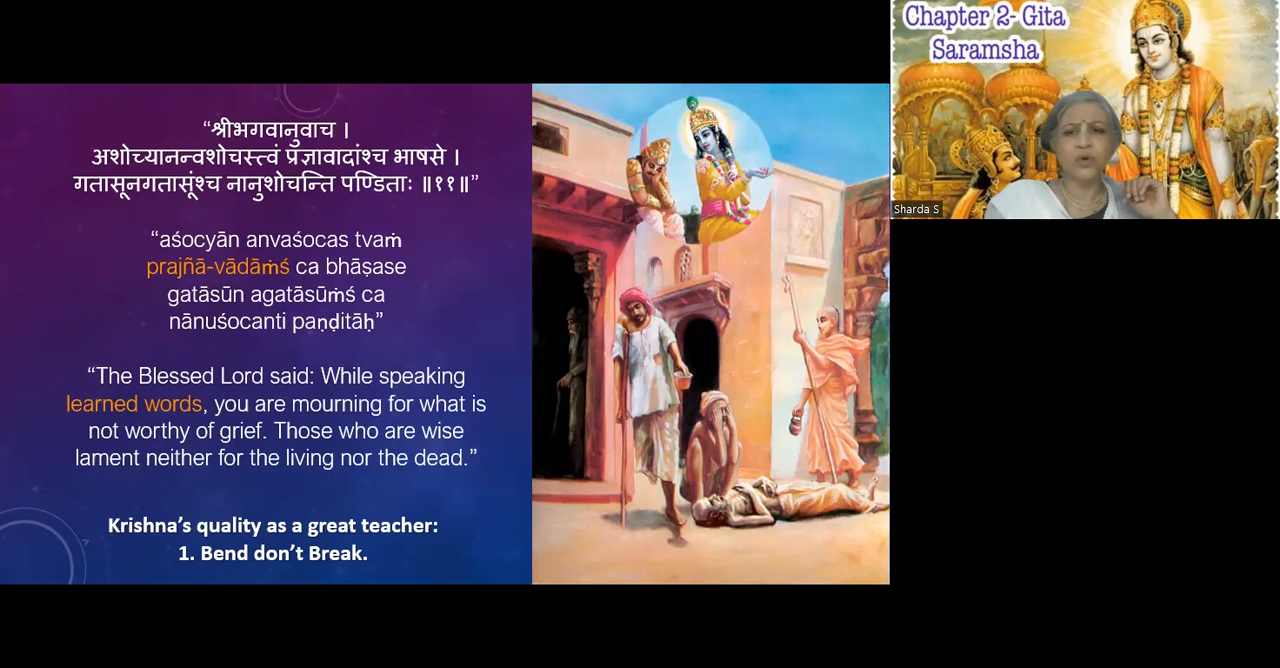 “श्रीभगवानुवाच ।
अशोच्यानन्वशोचस्त्वं प्रज्ञावादांश्च भाषसे ।
गतासूनगतासूंश्च नानुशोचन्ति पण्डिताः ॥११॥”
“aśocyān anvaśocas tvaṁ
prajñā-vādāṁś ca bhāṣase
gatāsūn agatāsūṁś ca
nānuśocanti paṇḍitāḥ”
“The Blessed Lord said: While speaking
learned words, you are mourning for what is
not worthy of grief. Those who are wise
lament neither for the living nor the dead.”
Krishna’s quality as a great teacher:
1. Bend don’t Break.
Chapter 2- Gita
Saramsha
Sharda S